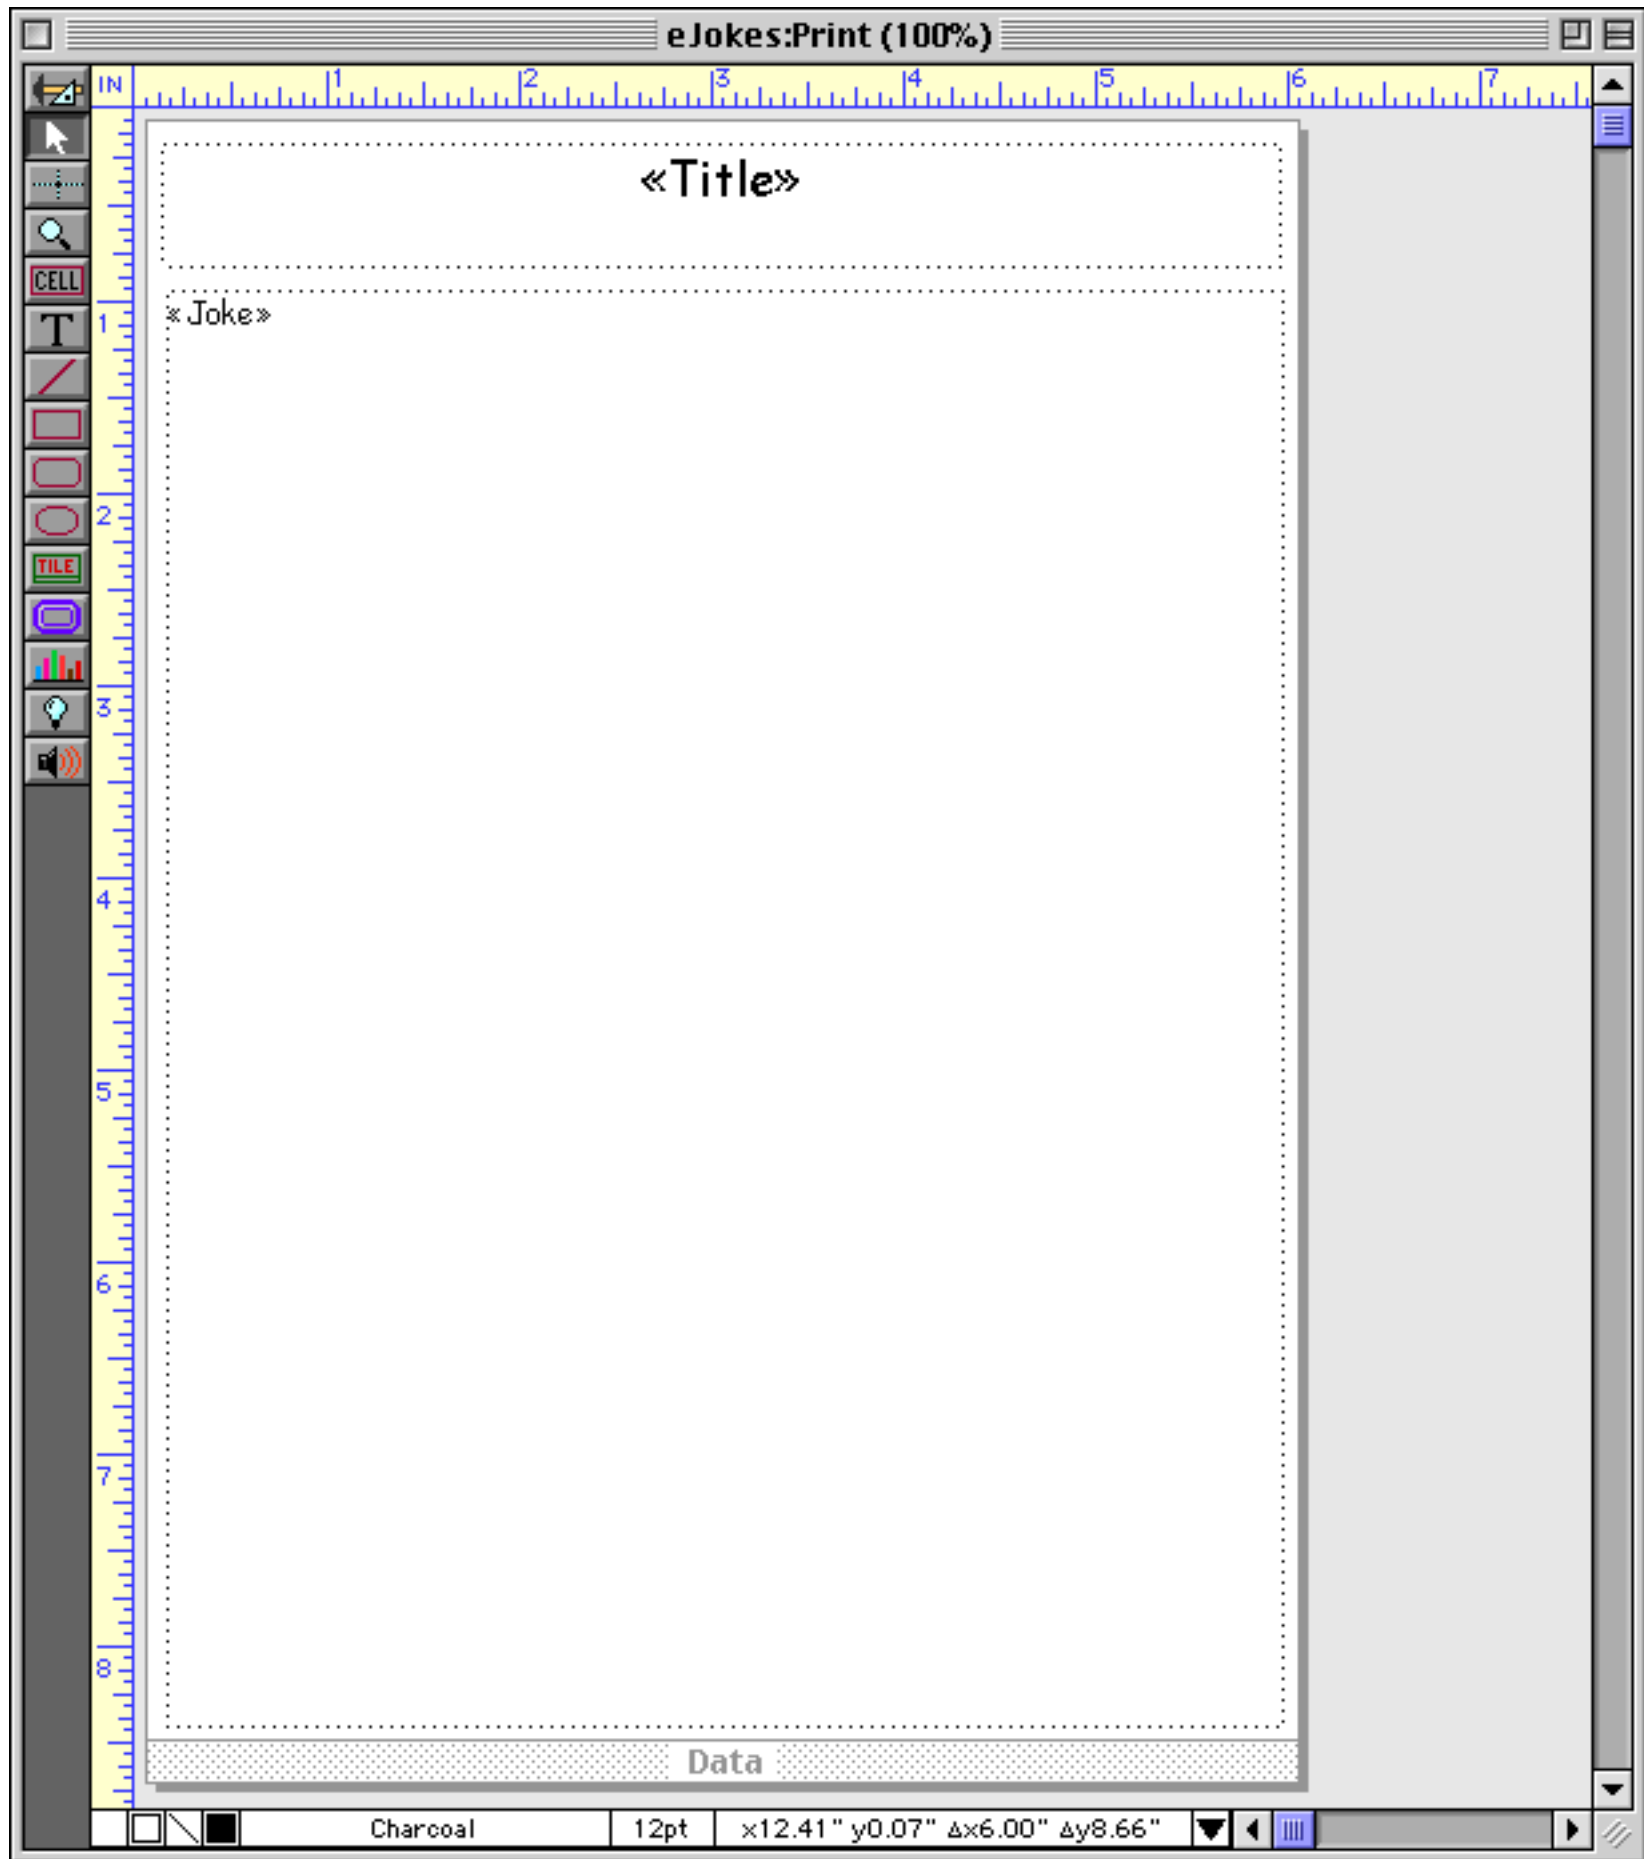 eJokes:Print (100%)
IN 1 2 3 4 5 6 7
«Title»
CELL
«Joke»
1
T
2
TILE
3
4
5
6
7
8
Data
Charcoal 12pt x12.41" y0.07" Δx6.00" Δy8.66"